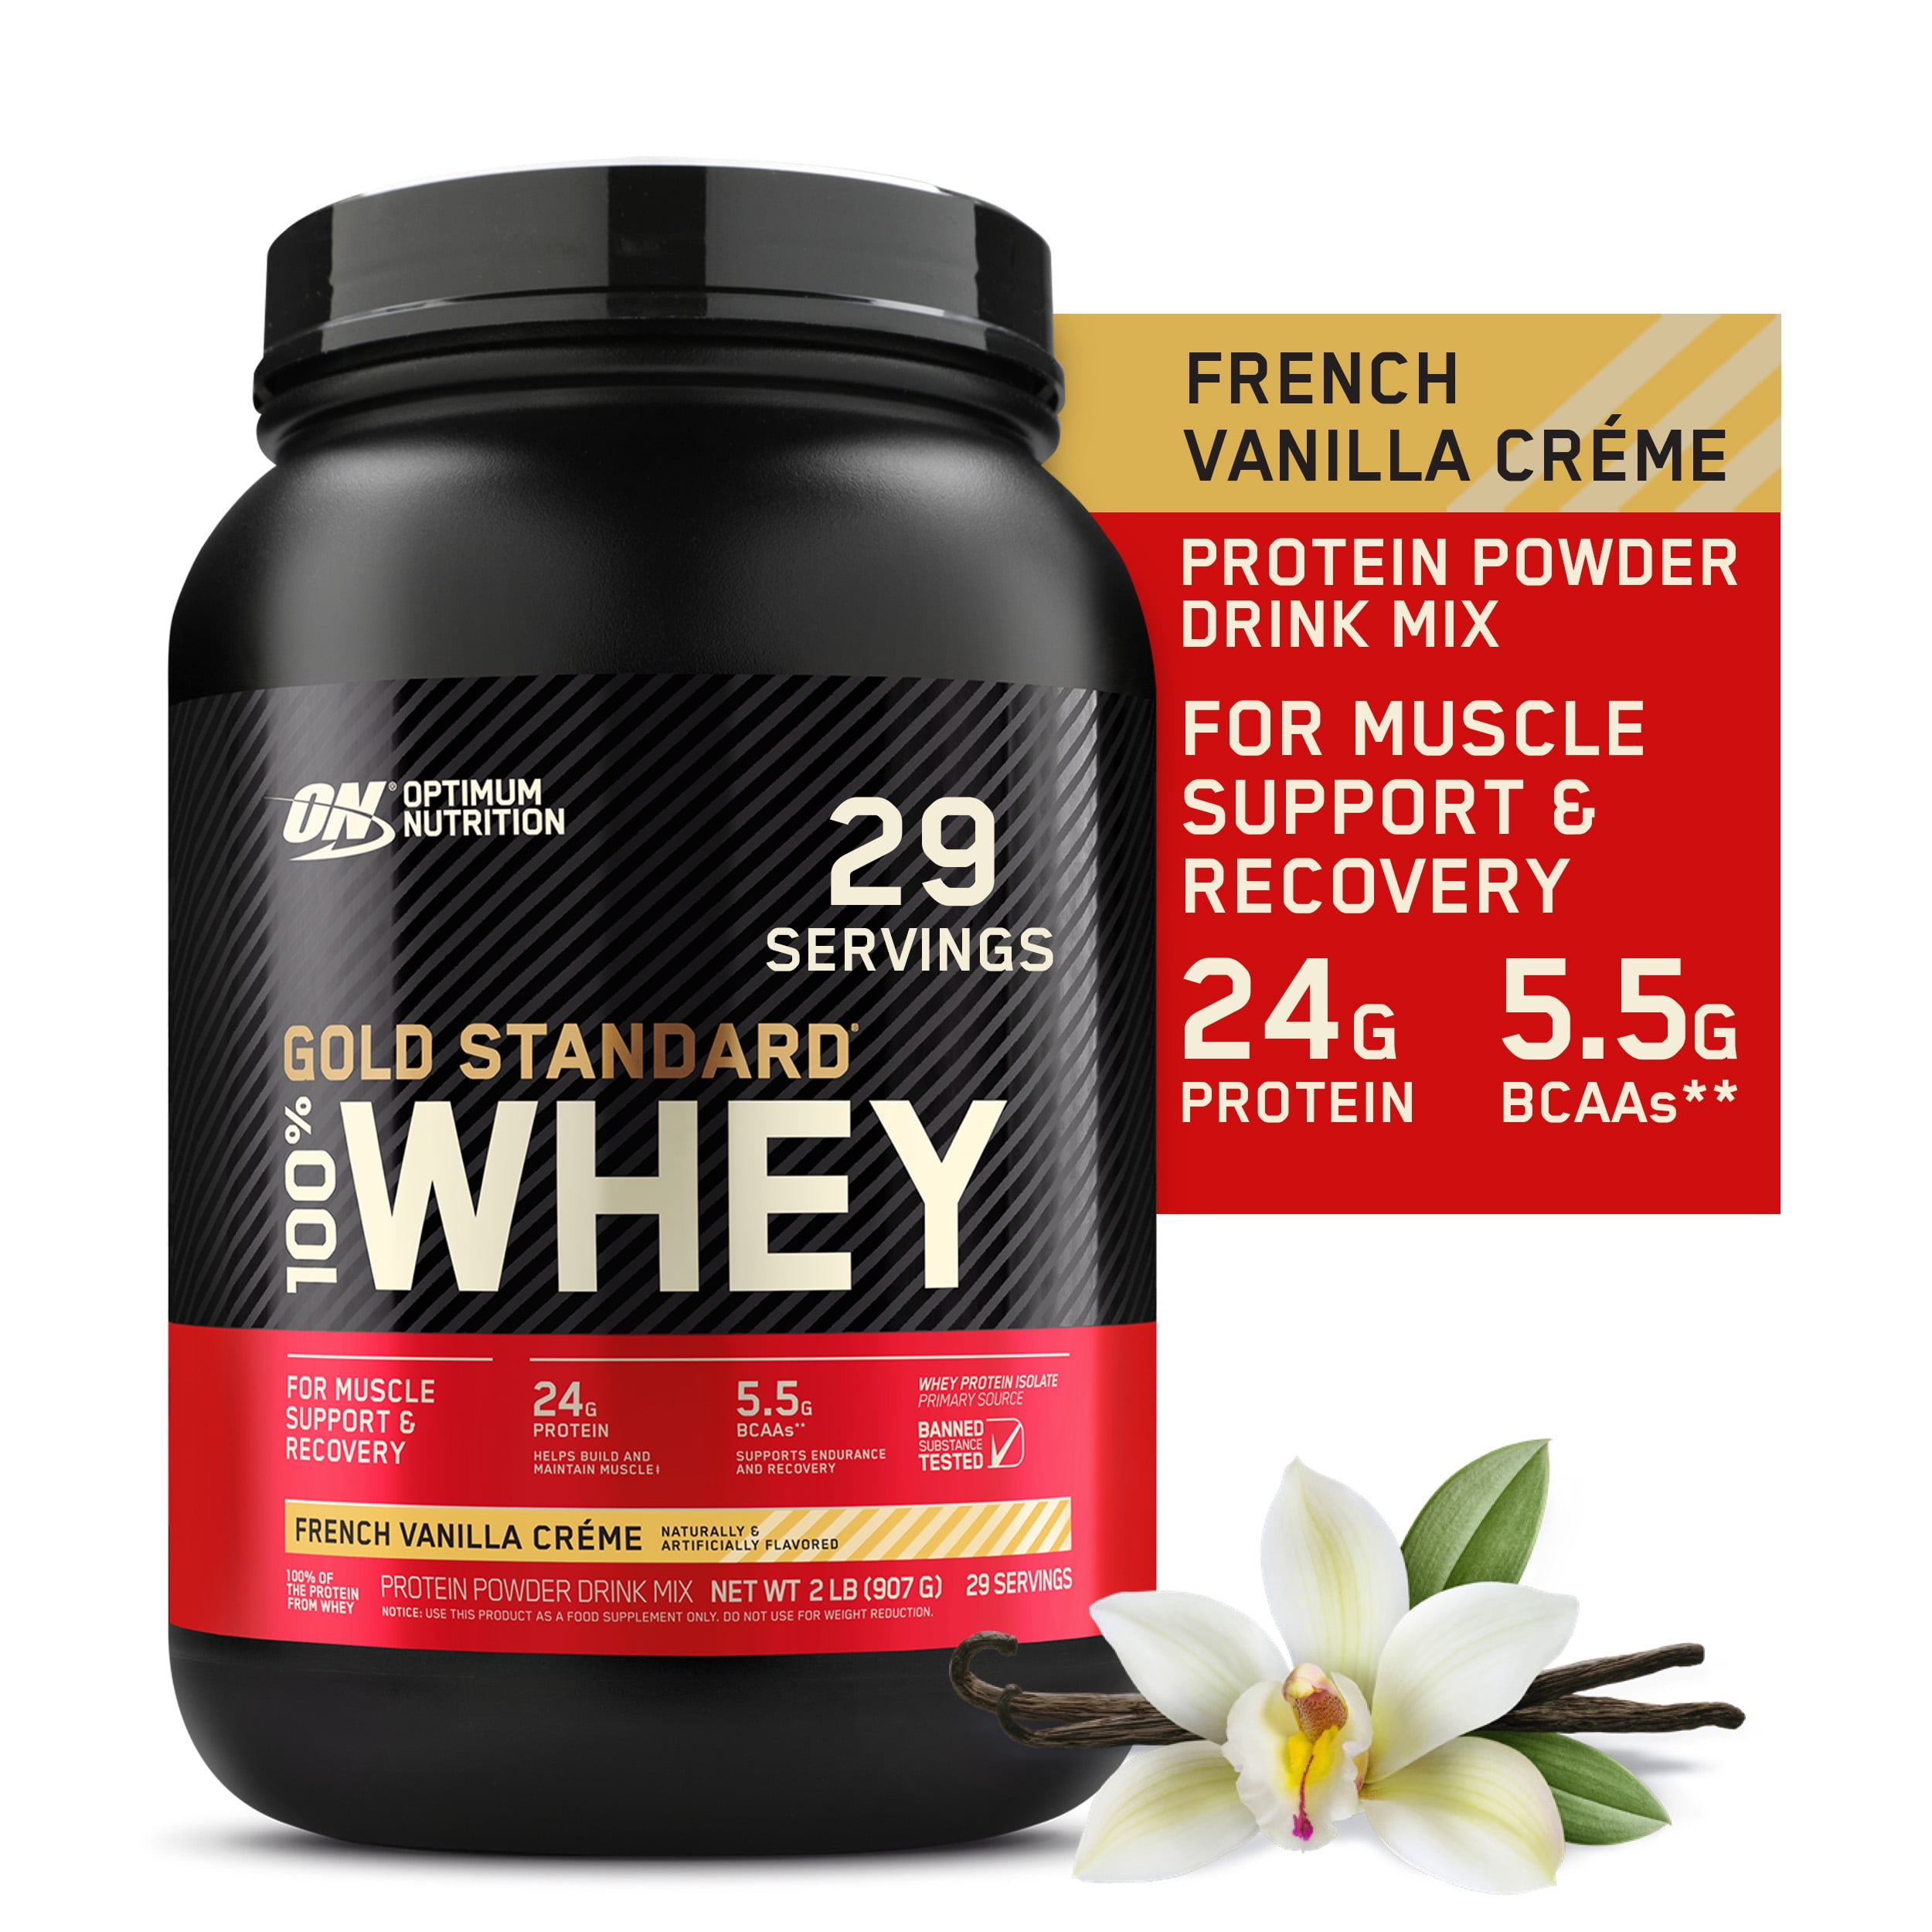 ON® OPTIMUM
NUTRITION
29
SERVINGS
GOLD STANDARD®
100% WHEY
FOR MUSCLE
SUPPORT &
RECOVERY
24G
PROTEIN
HELPS BUILD AND
MAINTAIN MUSCLE‡
5.5G
BCAAs**
SUPPORTS ENDURANCE
AND RECOVERY
WHEY PROTEIN ISOLATE
PRIMARY SOURCE
BANNED
SUBSTANCE
TESTED
FRENCH VANILLA CRÉME
NATURALLY &
ARTIFICIALLY FLAVORED
100% OF
THE PROTEIN
FROM WHEY
PROTEIN POWDER DRINK MIX NET WT 2 LB (907 G) 29 SERVINGS
NOTICE: USE THIS PRODUCT AS A FOOD SUPPLEMENT ONLY. DO NOT USE FOR WEIGHT REDUCTION.
FRENCH
VANILLA CRÉME
PROTEIN POWDER
DRINK MIX
FOR MUSCLE
SUPPORT &
RECOVERY
24G
PROTEIN
5.5G
BCAAs**